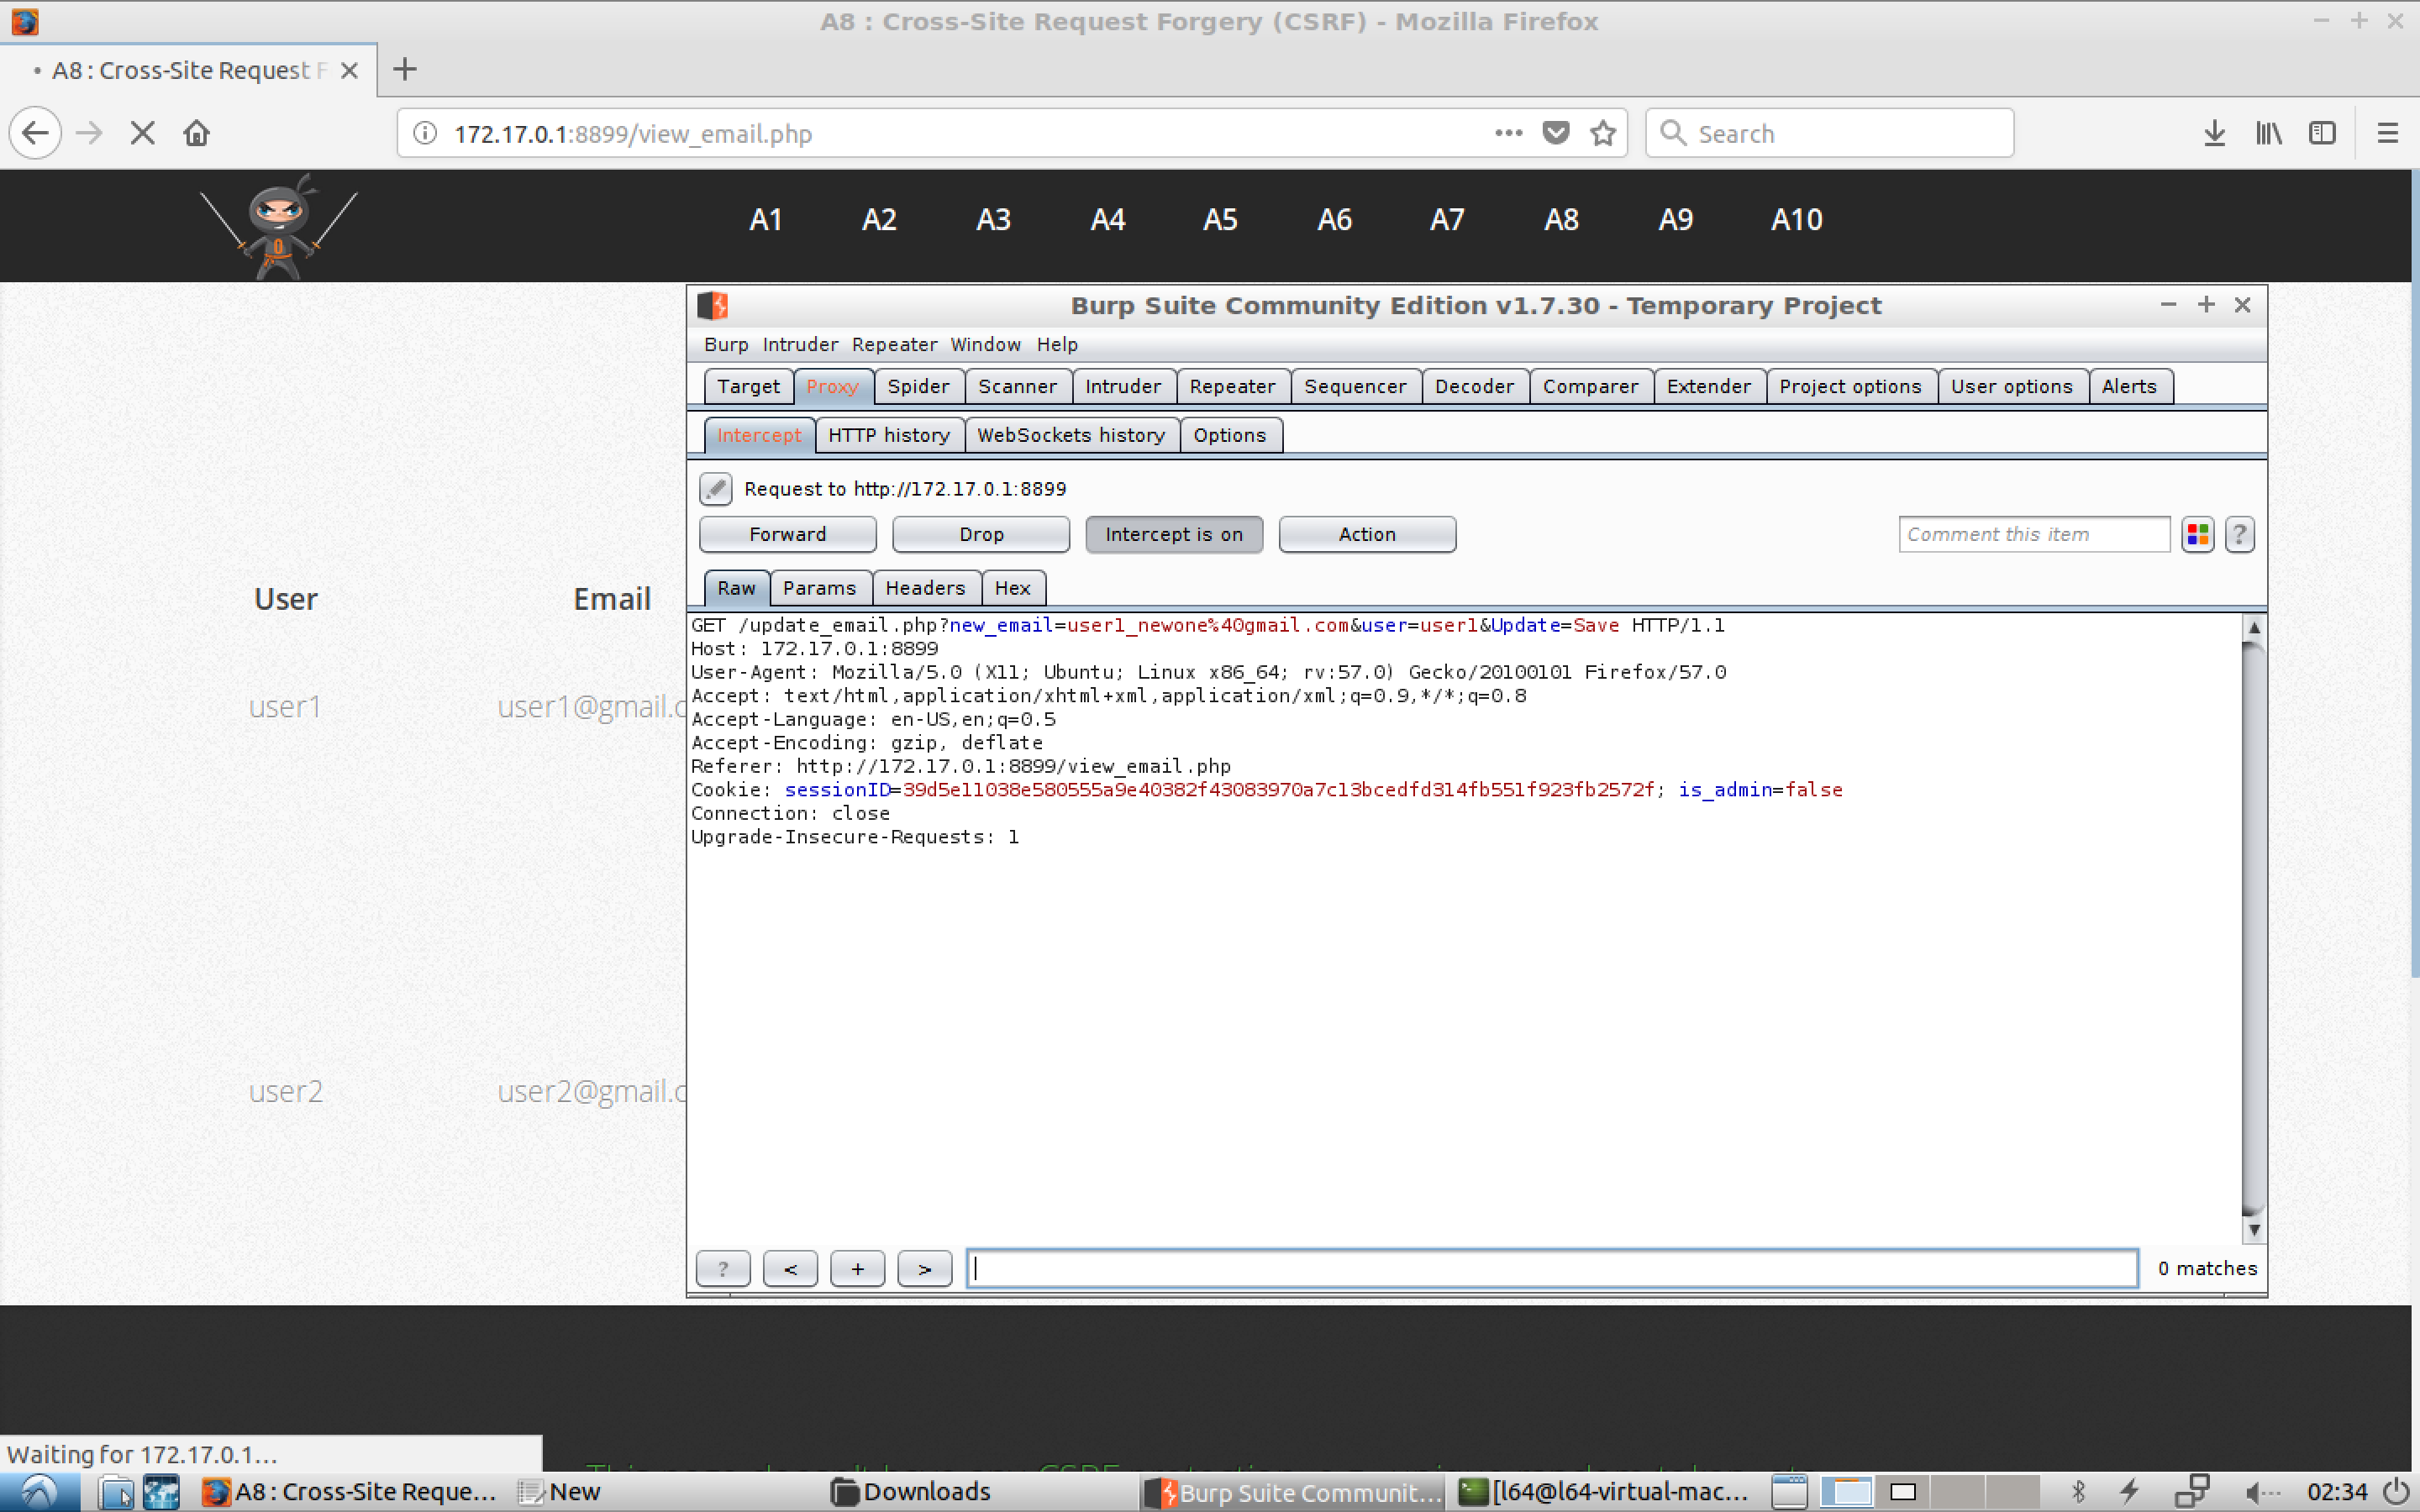 A8 : Cross-Site Request Forgery (CSRF) - Mozilla Firefox
A8 : Cross-Site Request F
172.17.0.1:8899/view_email.php
Search
A1 A2 A3 A4 A5 A6 A7 A8 A9 A10
Burp Suite Community Edition v1.7.30 - Temporary Project
Burp Intruder Repeater Window Help
Target Proxy Spider Scanner Intruder Repeater Sequencer Decoder Comparer Extender Project options User options Alerts
Intercept HTTP history WebSockets history Options
Request to http://172.17.0.1:8899
Forward Drop Intercept is on Action Comment this item ?
Raw Params Headers Hex
GET /update_email.php?new_email=user1_newone%40gmail.com&user=user1&Update=Save HTTP/1.1
Host: 172.17.0.1:8899
User-Agent: Mozilla/5.0 (X11; Ubuntu; Linux x86_64; rv:57.0) Gecko/20100101 Firefox/57.0
Accept: text/html,application/xhtml+xml,application/xml;q=0.9,*/*;q=0.8
Accept-Language: en-US,en;q=0.5
Accept-Encoding: gzip, deflate
Referer: http://172.17.0.1:8899/view_email.php
Cookie: sessionID=39d5e11038e580555a9e40382f43083970a7c13bcedfd314fb551f923fb2572f; is_admin=false
Connection: close
Upgrade-Insecure-Requests: 1
User Email
user1 user1@gmail.c
user2 user2@gmail.c
? < + > 0 matches
Waiting for 172.17.0.1...
A8 : Cross-Site Reque... New Downloads Burp Suite Communit... [l64@l64-virtual-mac... 02:34